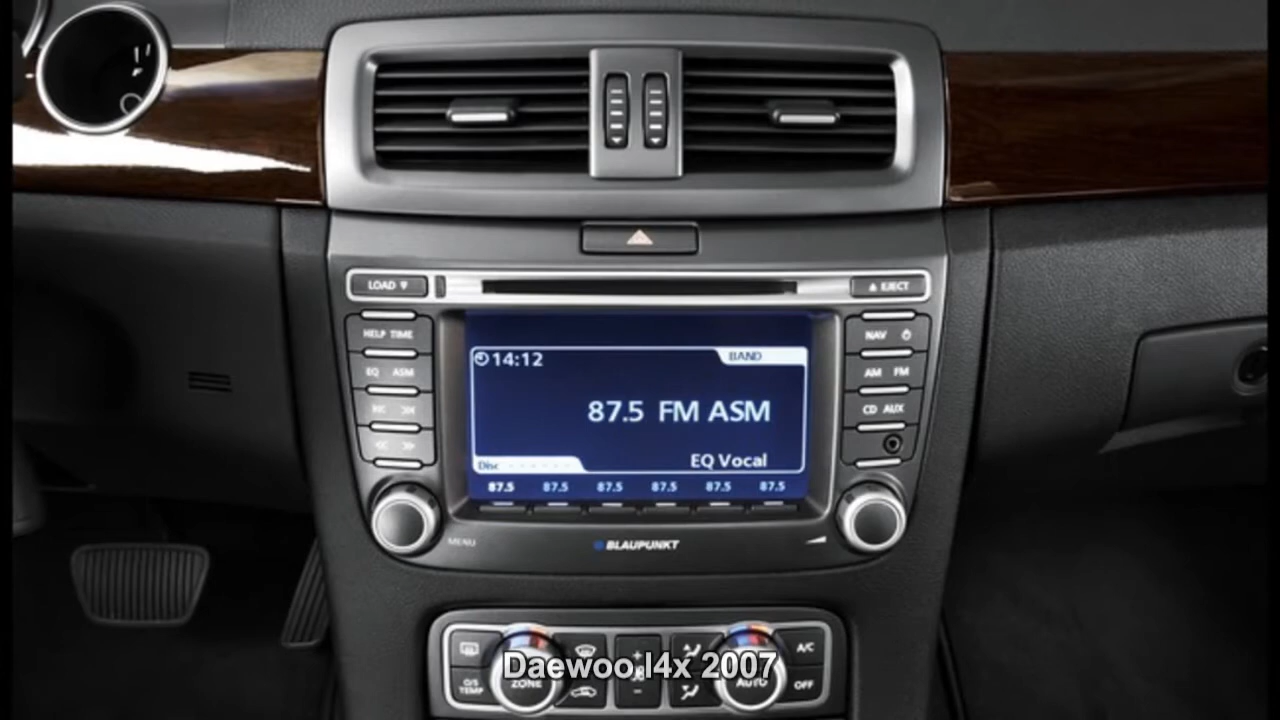 LOAD
EJECT
HELP TIME
NAV
14:12
BAND
EQ ASM
AM FM
87.5 FM ASM
CD AUX
EQ Vocal
Disc
87.5 87.5 87.5 87.5 87.5 87.5
MENU
BLAUPUNKT
A/C
Daewoo l4x 2007
O/S TEMP
ZONE
AUTO
OFF